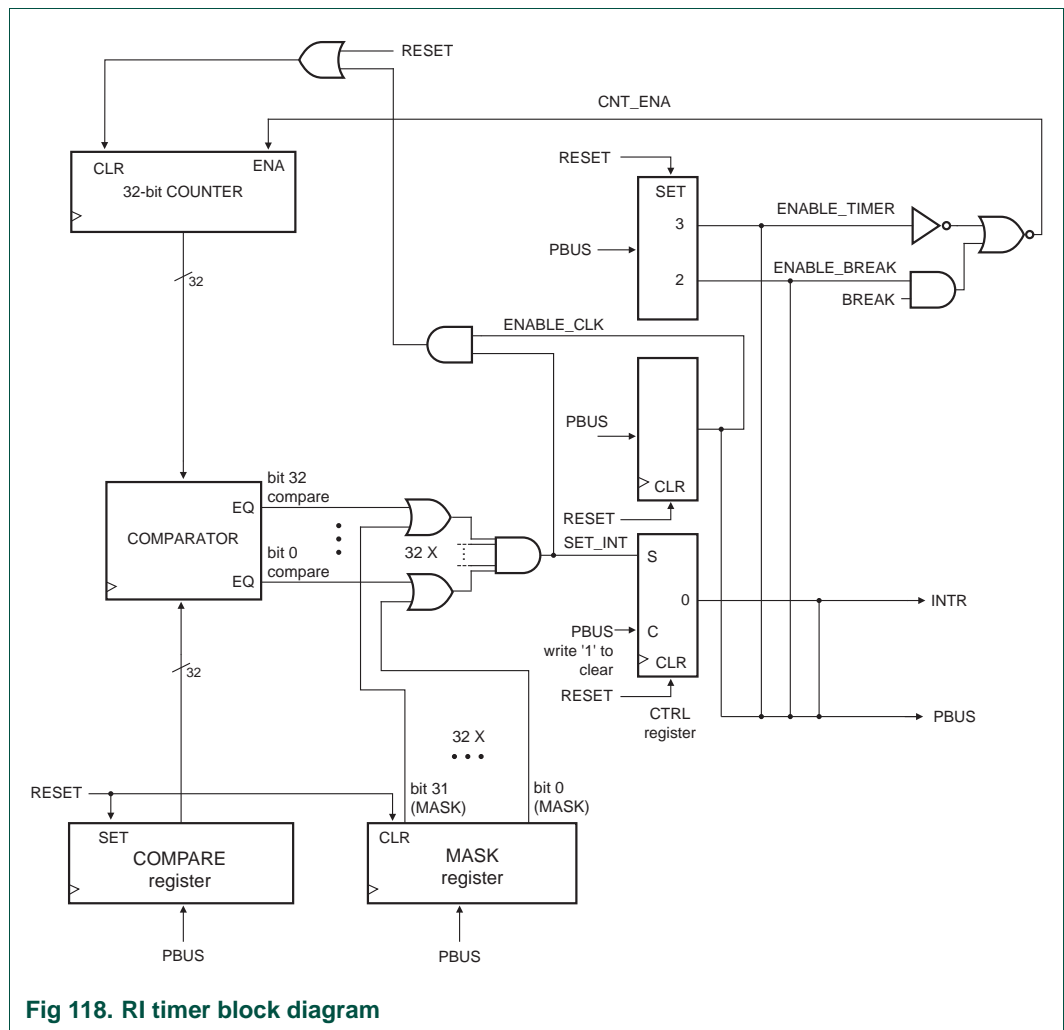 RESET
CNT_ENA
CLR
ENA
32-bit COUNTER
RESET
SET
3
ENABLE_TIMER
PBUS
32
2
ENABLE_BREAK
BREAK
ENABLE_CLK
PBUS
CLR
RESET
bit 32
compare
EQ
COMPARATOR
32 X
bit 0
compare
EQ
SET_INT
S
0
INTR
PBUS
write '1' to
clear
C
CLR
RESET
CTRL
register
PBUS
32
32 X
RESET
bit 31
(MASK)
bit 0
(MASK)
SET
COMPARE
register
CLR
MASK
register
PBUS
PBUS
Fig 118. RI timer block diagram